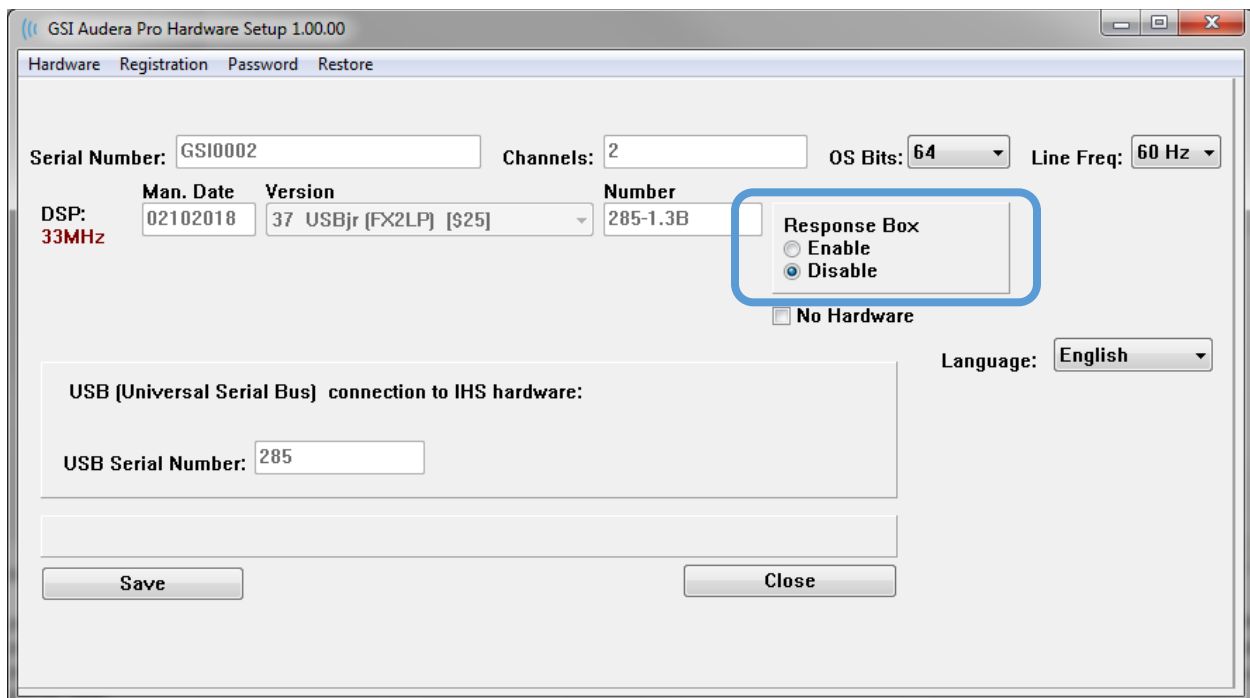 GSI Audera Pro Hardware Setup 1.00.00
Hardware Registration Password Restore
Serial Number: GSI0002 Channels: 2 OS Bits: 64 Line Freq: 60 Hz
Man. Date Version Number
DSP: 02102018 37 USBjr (FX2LP) [$25] 285-1.3B
33MHz
Response Box
Enable
Disable
No Hardware
Language: English
USB (Universal Serial Bus) connection to IHS hardware:
USB Serial Number: 285
Save Close